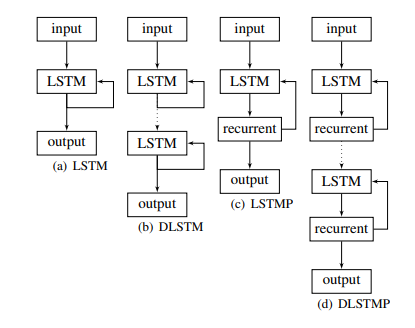 input
LSTM
output
(a) LSTM
input
LSTM
LSTM
output
(b) DLSTM
input
LSTM
recurrent
output
(c) LSTMP
input
LSTM
recurrent
LSTM
recurrent
output
(d) DLSTMP